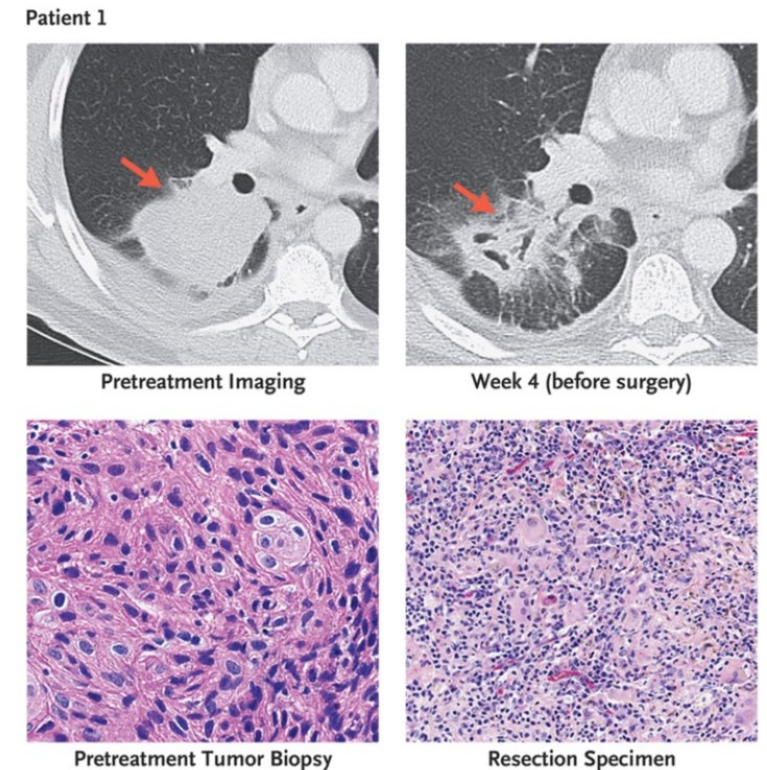 Patient 1
Pretreatment Imaging
Week 4 (before surgery)
Pretreatment Tumor Biopsy
Resection Specimen